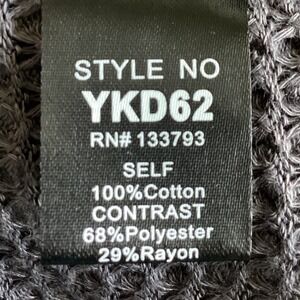 STYLE NO
YKD62
RN# 133793
SELF
100%Cotton
CONTRAST
68%Polyester
29%Rayon